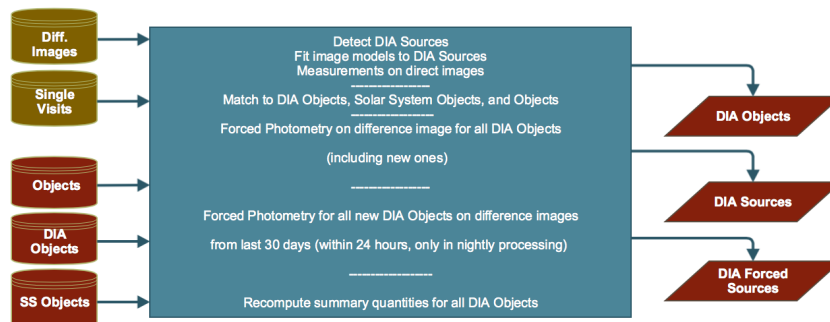 Diff.
Images
Single
Visits
Objects
DIA
Objects
SS Objects
Detect DIA Sources
Fit image models to DIA Sources
Measurements on direct images
-------------------
Match to DIA Objects, Solar System Objects, and Objects
-------------------
Forced Photometry on difference image for all DIA Objects
(including new ones)
-------------------
Forced Photometry for all new DIA Objects on difference images
from last 30 days (within 24 hours, only in nightly processing)
-------------------
Recompute summary quantities for all DIA Objects
DIA Objects
DIA Sources
DIA Forced
Sources